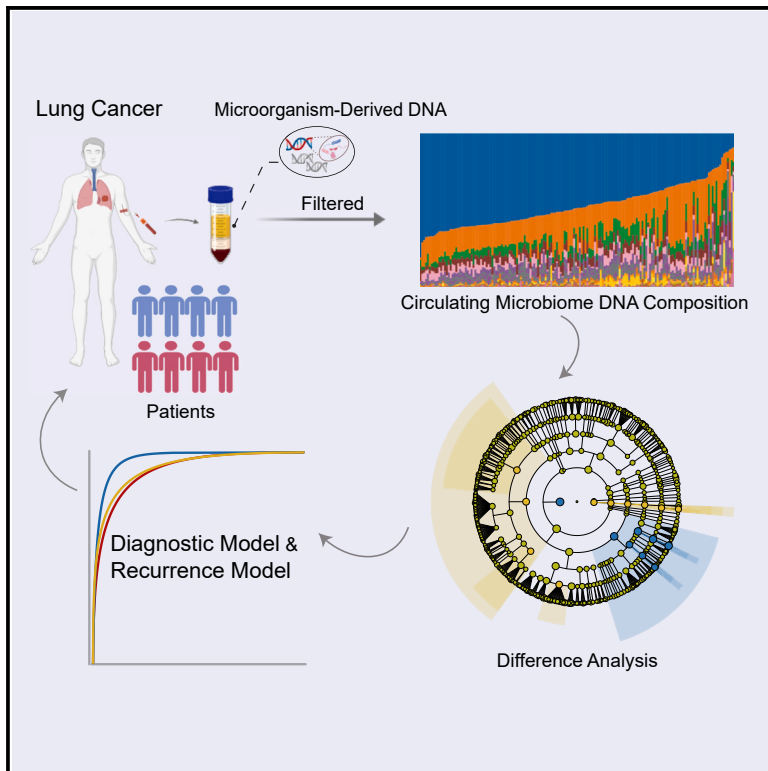 Lung Cancer
Microorganism-Derived DNA
Filtered
Circulating Microbiome DNA Composition
Patients
Diagnostic Model &
Recurrence Model
Difference Analysis